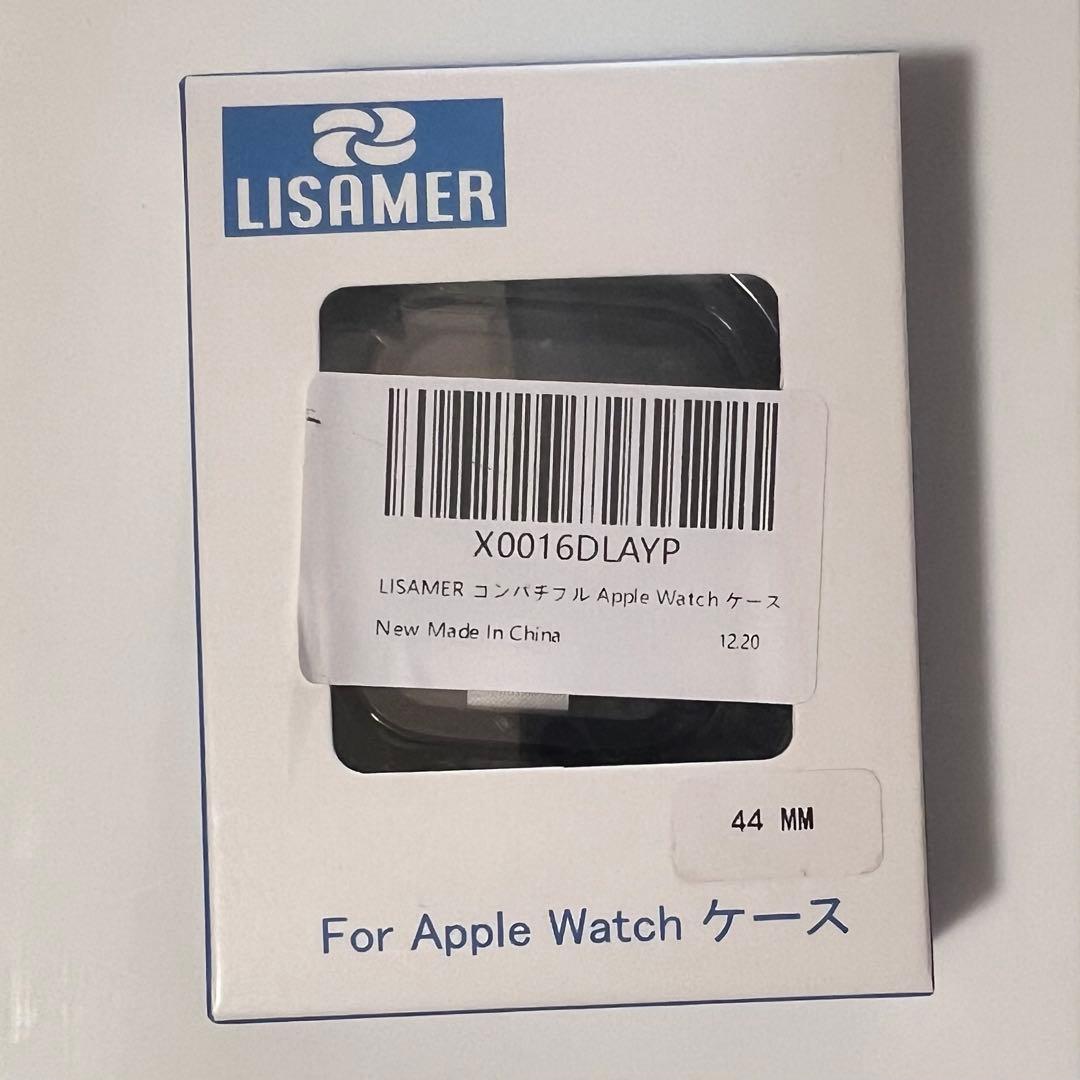 LISAMER
X0016DLAYP
LISAMER コンパチフル Apple Watch ケース
New Made In China
12.20
44 MM
For Apple Watch ケース